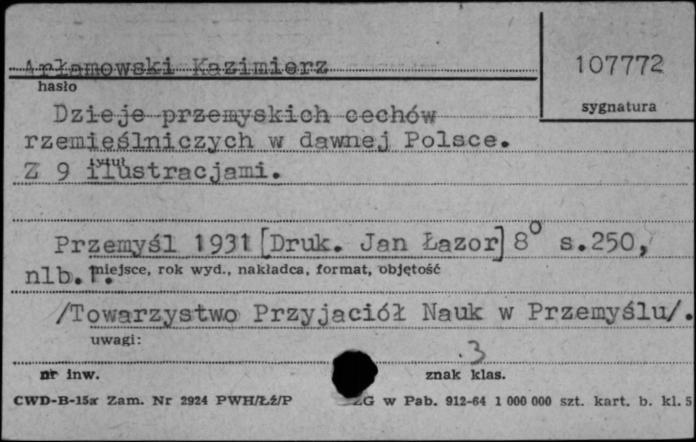 Arłamowski Kazimierz
107772
hasło
sygnatura
Dzieje przemyskich cechów
rzemieślniczych w dawnej Polsce.
tytuł
Z 9 ilustracjami.
Przemyśl 1931 [Druk. Jan Łazor] 8° s.250,
miejsce, rok wyd., nakładca, format, objętość
nlb.1.
/Towarzystwo Przyjaciół Nauk w Przemyślu/.
uwagi:
3
nr inw.
znak klas.
CWD-B-15a Zam. Nr 2924 PWH/Łź/P ZG w Pab. 912-64 1 000 000 szt. kart. b. kl. 5